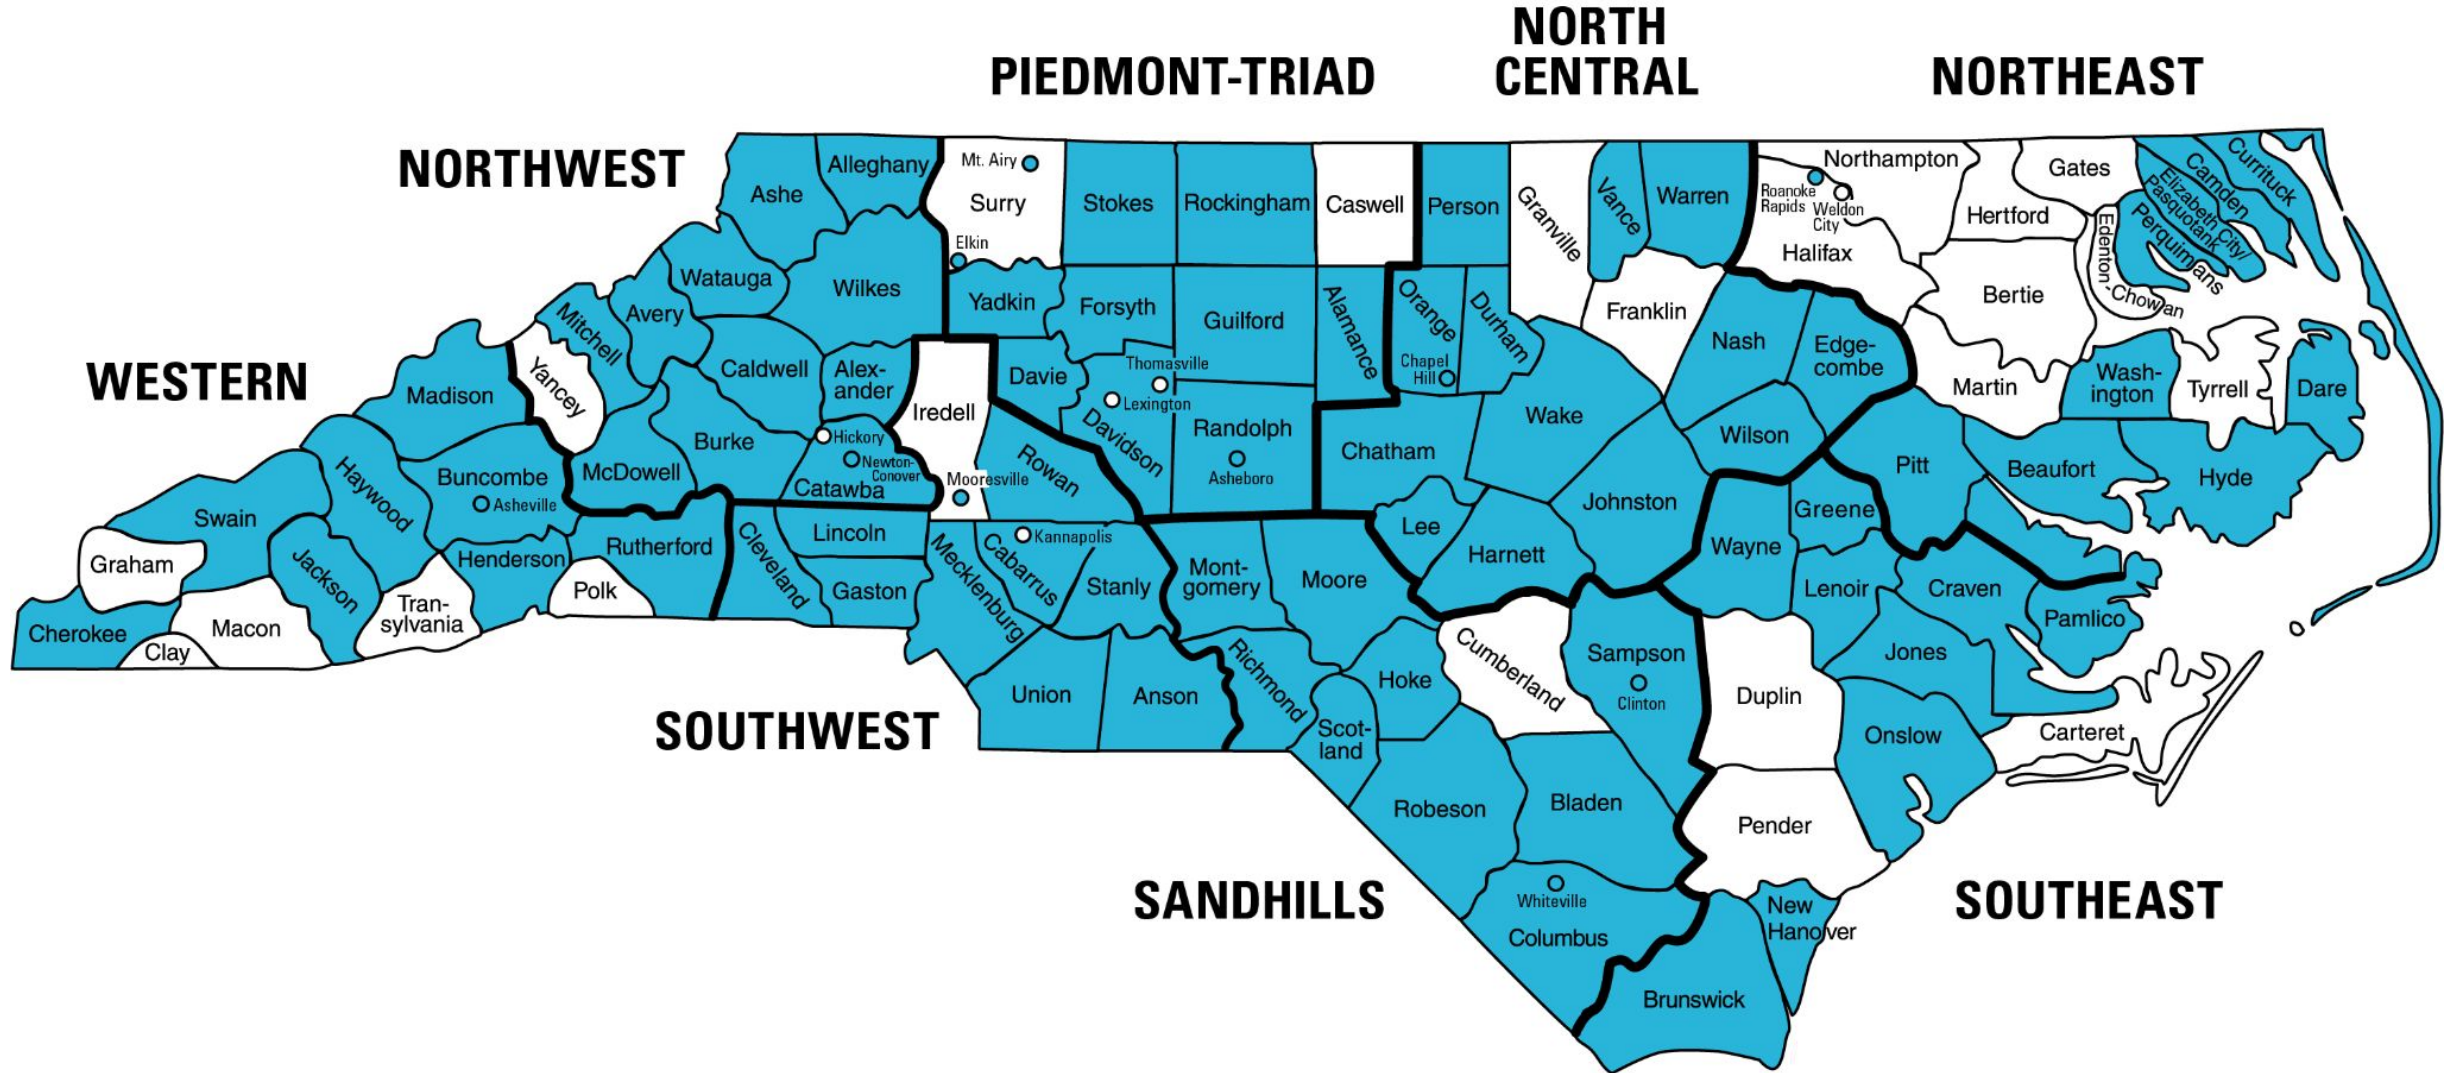 NORTH
CENTRAL
PIEDMONT-TRIAD
NORTHEAST
NORTHWEST
WESTERN
SOUTHWEST
SANDHILLS
SOUTHEAST
Ashe
Alleghany
Watauga
Wilkes
Mitchell
Avery
Yancey
Caldwell
Alex-
ander
McDowell
Burke
Hickory
Newton-
Conover
Catawba
Madison
Haywood
Buncombe
Asheville
Swain
Graham
Jackson
Henderson
Rutherford
Polk
Tran-
sylvania
Macon
Clay
Cherokee
Mt. Airy
Surry
Elkin
Stokes
Rockingham
Caswell
Yadkin
Forsyth
Guilford
Alamance
Davie
Thomasville
Lexington
Davidson
Randolph
Asheboro
Iredell
Mooresville
Rowan
Cleveland
Lincoln
Gaston
Mecklenburg
Cabarrus
Kannapolis
Stanly
Union
Anson
Person
Granville
Vance
Warren
Orange
Durham
Chapel
Hill
Franklin
Nash
Edge-
combe
Wake
Wilson
Chatham
Lee
Harnett
Johnston
Northampton
Roanoke
Rapids
Weldon
City
Halifax
Hertford
Gates
Bertie
Edenton-Chowan
Perquimans
Elizabeth City/
Pasquotank
Camden
Currituck
Martin
Wash-
ington
Tyrrell
Dare
Pitt
Beaufort
Hyde
Mont-
gomery
Moore
Richmond
Scot-
land
Hoke
Cumberland
Sampson
Clinton
Robeson
Bladen
Whiteville
Columbus
Wayne
Greene
Lenoir
Craven
Pamlico
Jones
Duplin
Onslow
Carteret
Pender
New
Hanover
Brunswick